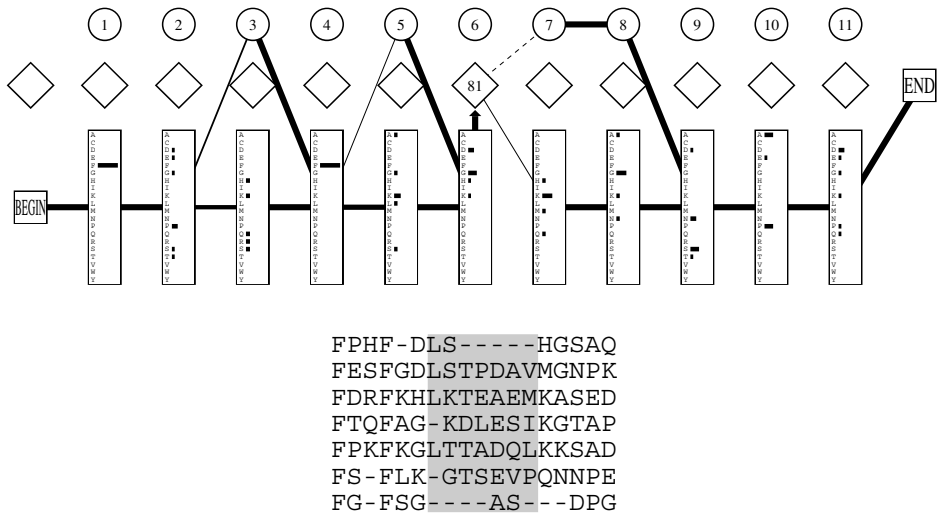 1 2 3 4 5 6 7 8 9 10 11
81 END
A A A A A A A A A A A
C C C C C C C C C C C
D D D D D D D D D D D
E E E E E E E E E E E
F F F F F F F F F F F
G G G G G G G G G G G
H H H H H H H H H H H
I I I I I I I I I I I
K K K K K K K K K K K
L L L L L L L L L L L
BEGIN
M M M M M M M M M M M
N N N N N N N N N N N
P P P P P P P P P P P
Q Q Q Q Q Q Q Q Q Q Q
R R R R R R R R R R R
S S S S S S S S S S S
T T T T T T T T T T T
V V V V V V V V V V V
W W W W W W W W W W W
Y Y Y Y Y Y Y Y Y Y Y
FPHF-DLS-----HGSAQ
FESFGDLSTPDAVMGNPK
FDRFKHLKTEAEMKASED
FTQFAG-KDLESIKGTAP
FPKFKGLTTADQLKKSAD
FS-FLK-GTSEVPQNNPE
FG-FSG----AS---DPG